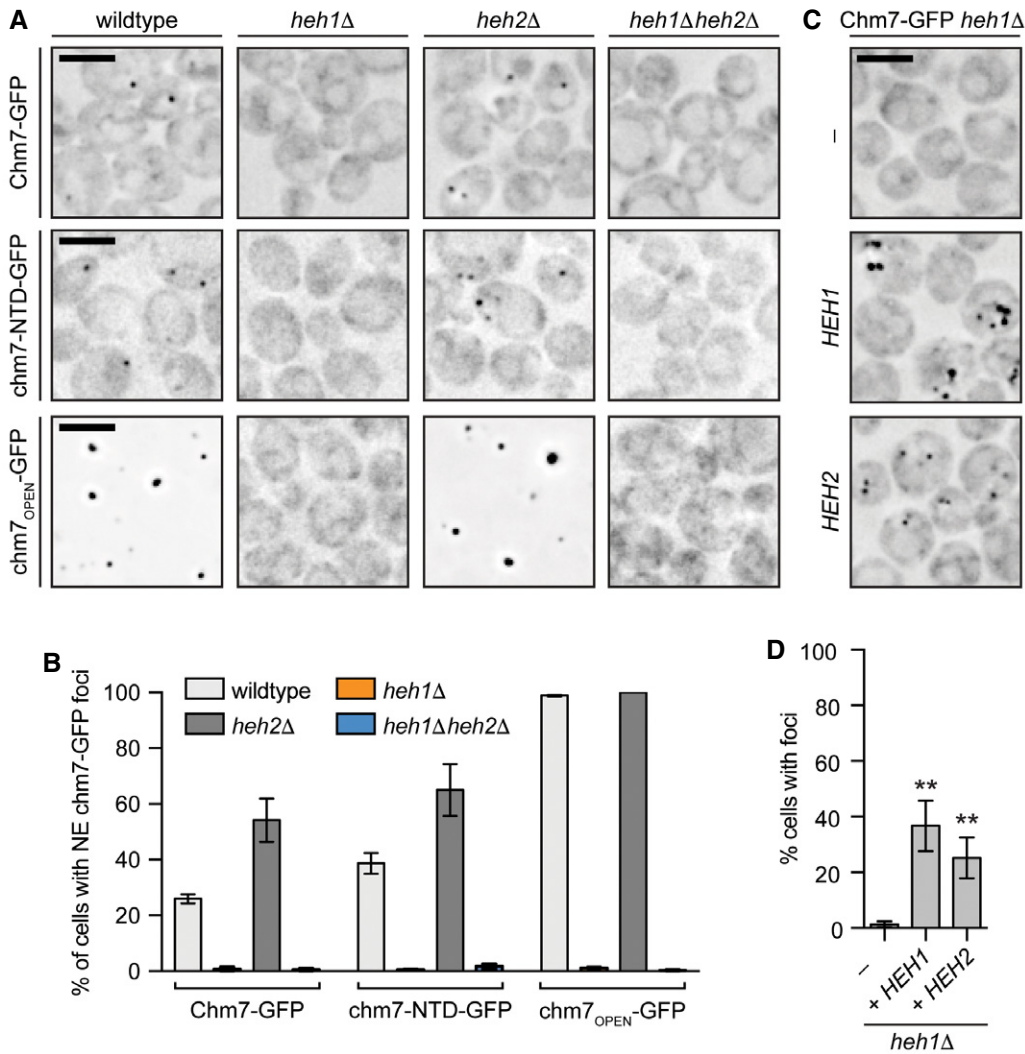 A
wildtype
heh1Δ
heh2Δ
heh1Δheh2Δ
Chm7-GFP
chm7-NTD-GFP
chm7OPEN-GFP
C
Chm7-GFP heh1Δ
–
HEH1
HEH2
B
% of cells with NE chm7-GFP foci
100
80
60
40
20
0
wildtype
heh2Δ
heh1Δ
heh1Δheh2Δ
Chm7-GFP
chm7-NTD-GFP
chm7OPEN-GFP
D
% cells with foci
100
80
60
40
20
0
**
**
–
+ HEH1
+ HEH2
heh1Δ